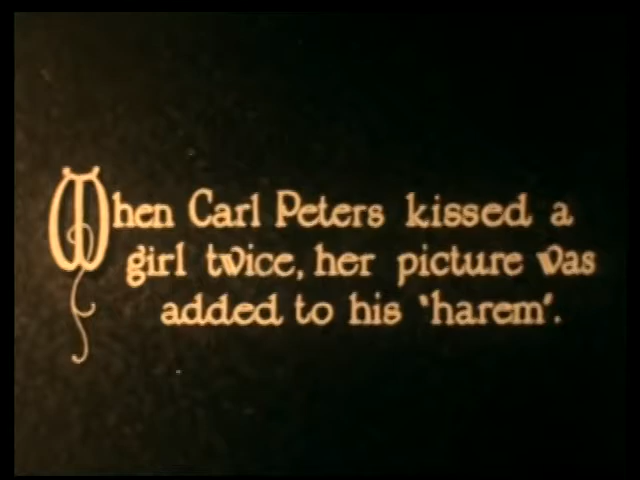 When Carl Peters kissed a
girl twice, her picture was
added to his 'harem'.